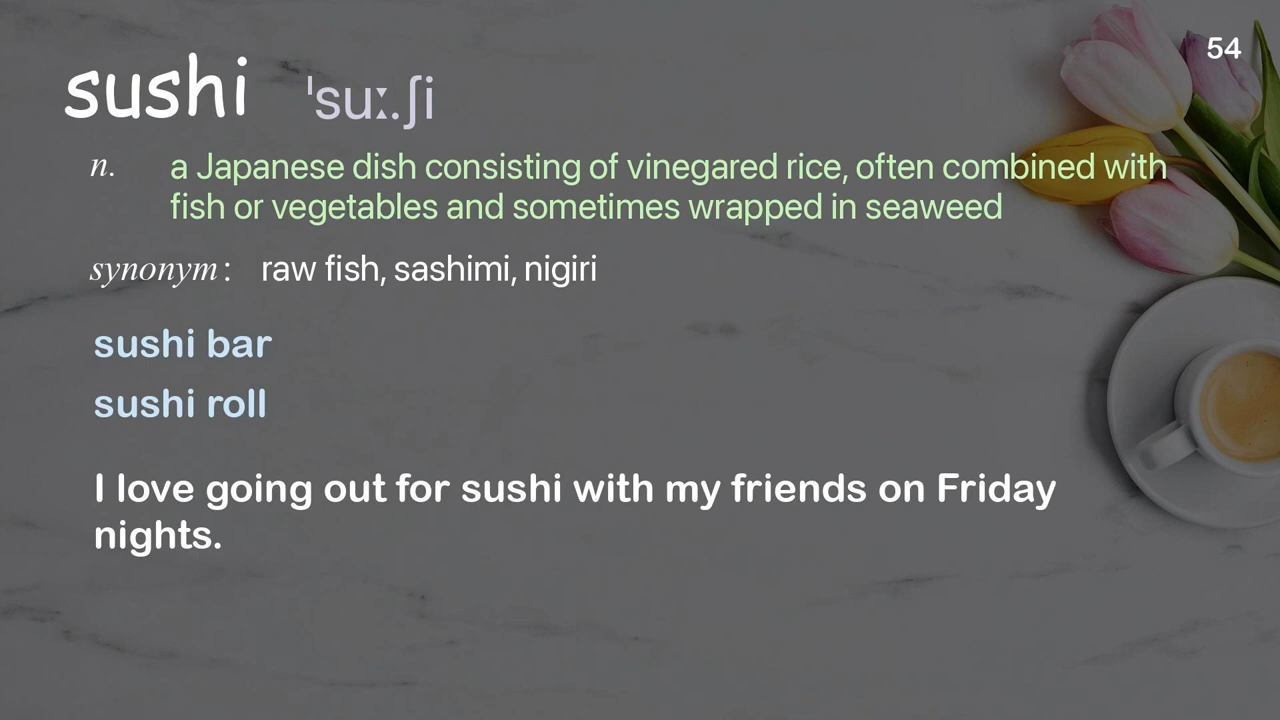 54
sushi ˈsuː.ʃi
n. a Japanese dish consisting of vinegared rice, often combined with
fish or vegetables and sometimes wrapped in seaweed
synonym: raw fish, sashimi, nigiri
sushi bar
sushi roll
I love going out for sushi with my friends on Friday
nights.